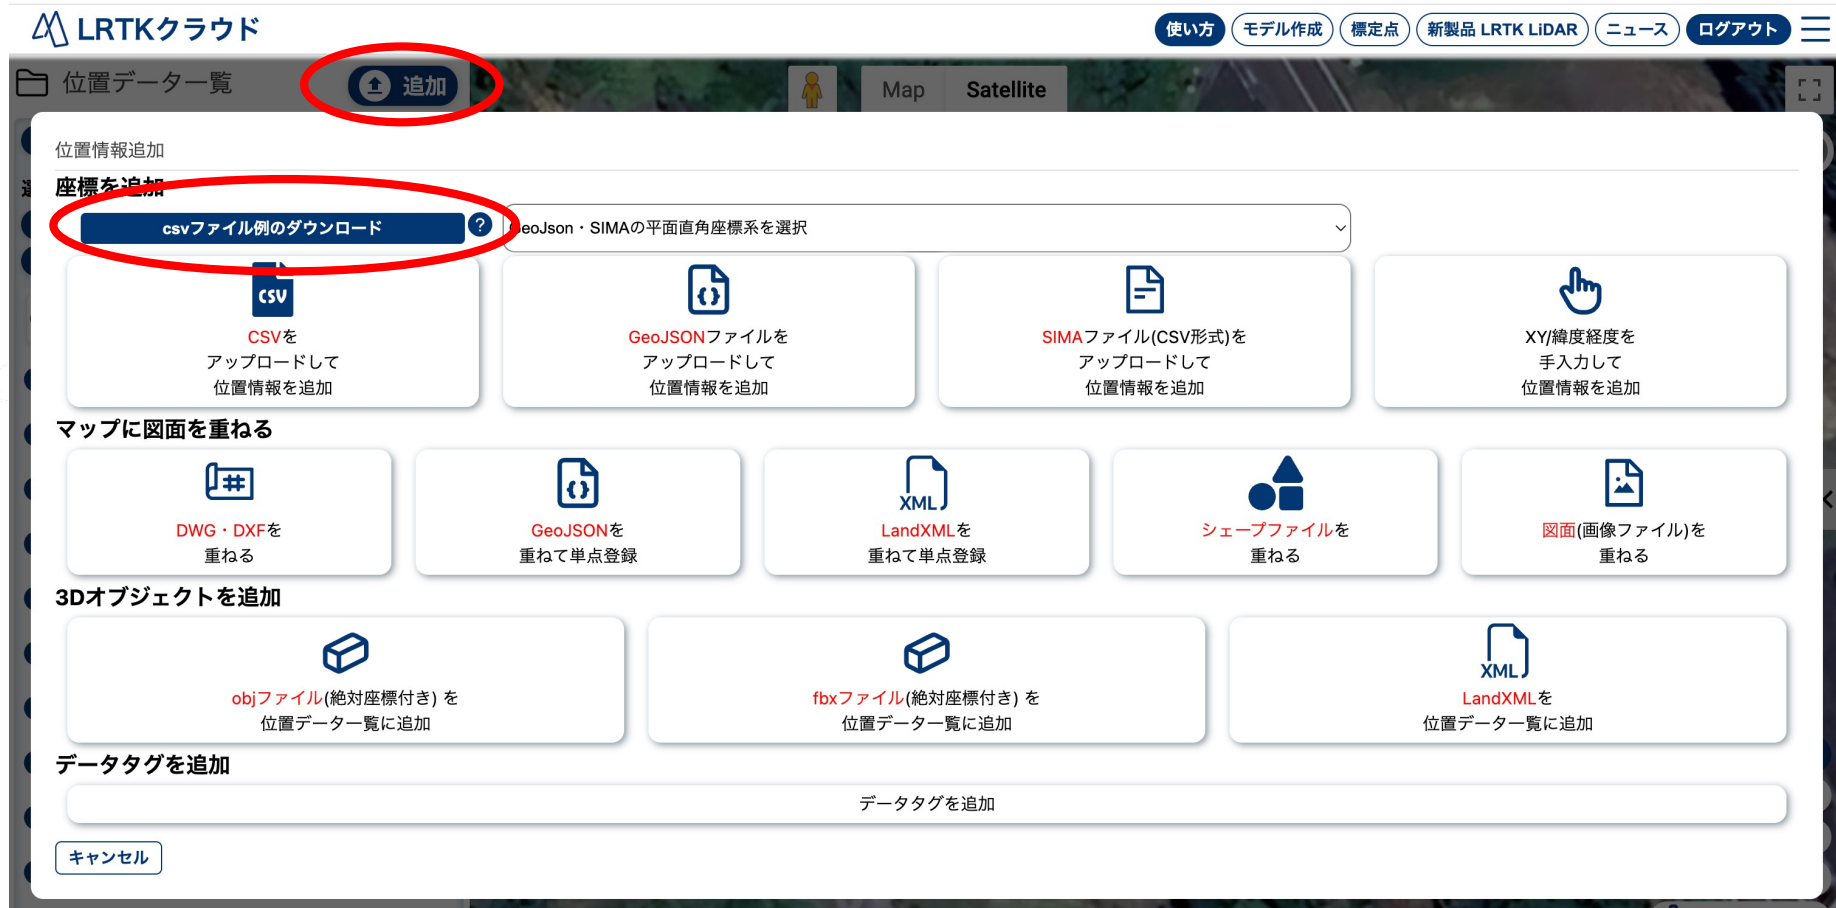 LRTKクラウド
使い方
モデル作成
標定点
新製品 LRTK LiDAR
ニュース
ログアウト
位置データ一覧
追加
Map
Satellite
位置情報追加
座標を追加
csvファイル例のダウンロード
?
GeoJson・SIMAの平面直角座標系を選択
CSV
CSVを
アップロードして
位置情報を追加
GeoJSONファイルを
アップロードして
位置情報を追加
SIMAファイル(CSV形式)を
アップロードして
位置情報を追加
XY/緯度経度を
手入力して
位置情報を追加
マップに図面を重ねる
DWG・DXFを
重ねる
GeoJSONを
重ねて単点登録
XML
LandXMLを
重ねて単点登録
シェープファイルを
重ねる
図面(画像ファイル)を
重ねる
3Dオブジェクトを追加
objファイル(絶対座標付き) を
位置データ一覧に追加
fbxファイル(絶対座標付き) を
位置データ一覧に追加
XML
LandXMLを
位置データ一覧に追加
データタグを追加
データタグを追加
キャンセル